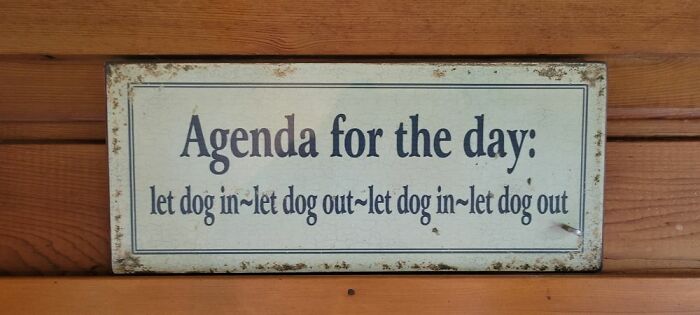 Agenda for the day:
let dog in~let dog out~let dog in~let dog out